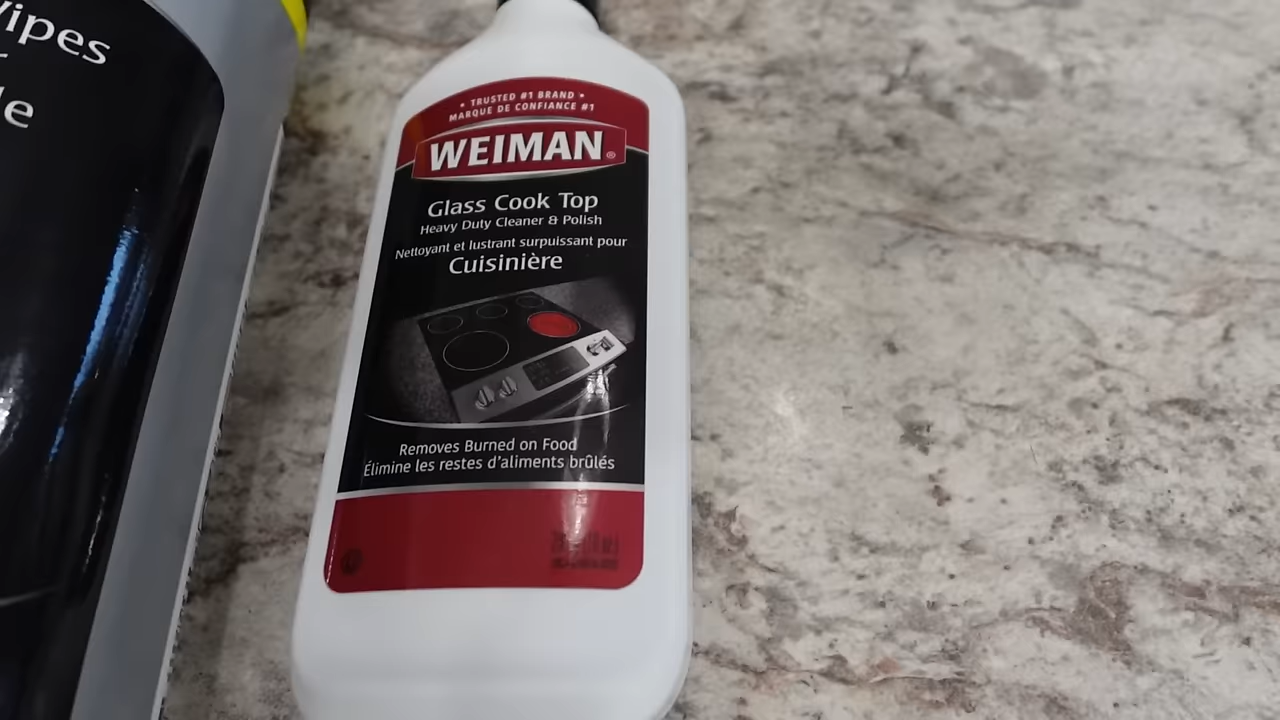 ipes
le
• TRUSTED #1 BRAND •
MARQUE DE CONFIANCE #1
WEIMAN®
Glass Cook Top
Heavy Duty Cleaner & Polish
Nettoyant et lustrant surpuissant pour
Cuisinière
Removes Burned on Food
Élimine les restes d'aliments brûlés